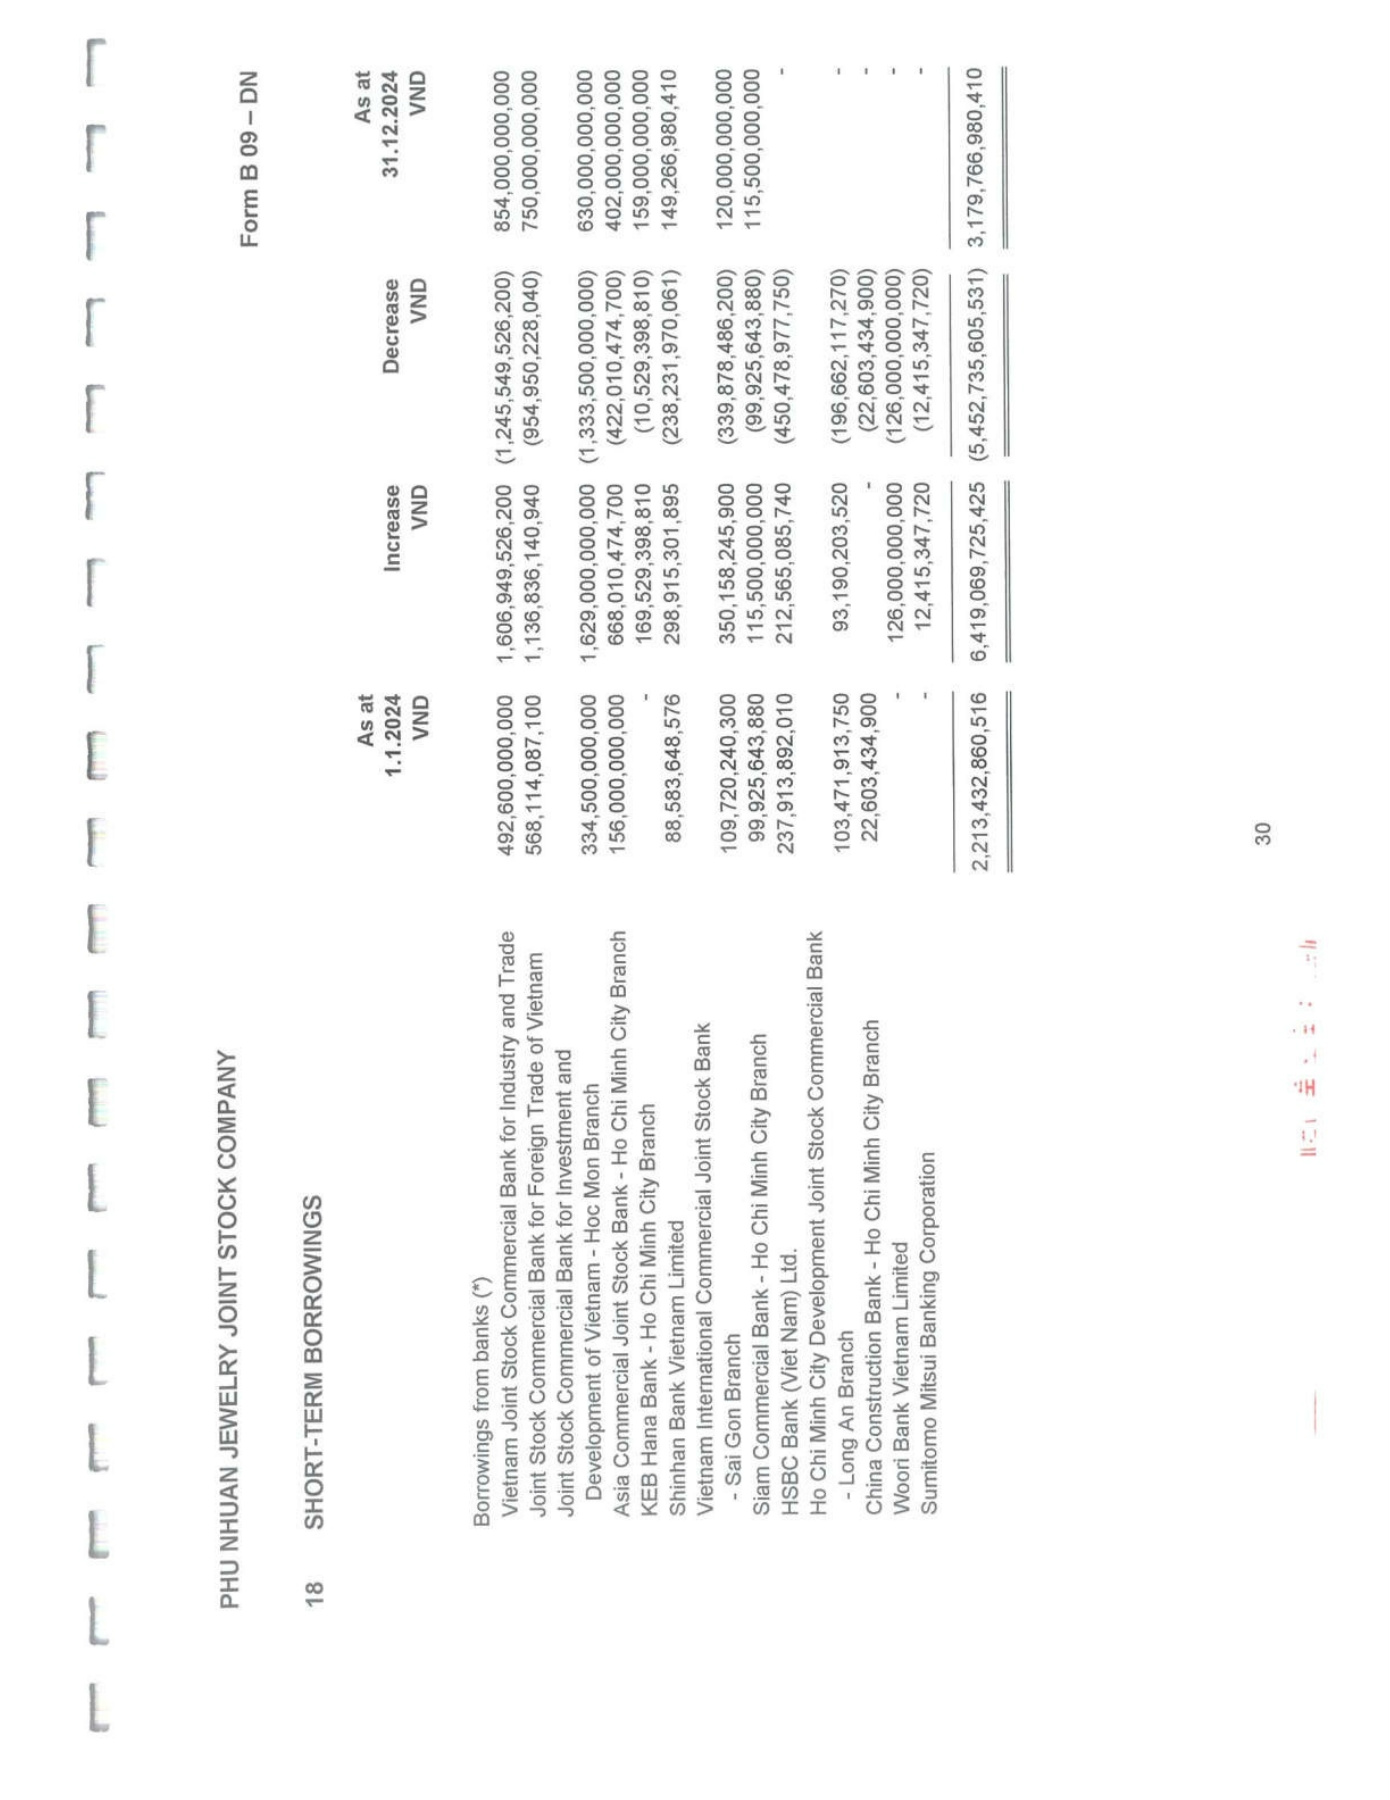 PHU NHUAN JEWELRY JOINT STOCK COMPANY
Form B 09 – DN
18 SHORT-TERM BORROWINGS
As at As at
1.1.2024 Increase Decrease 31.12.2024
VND VND VND VND
Borrowings from banks (*)
Vietnam Joint Stock Commercial Bank for Industry and Trade 492,600,000,000 1,606,949,526,200 (1,245,549,526,200) 854,000,000,000
Joint Stock Commercial Bank for Foreign Trade of Vietnam 568,114,087,100 1,136,836,140,940 (954,950,228,040) 750,000,000,000
Joint Stock Commercial Bank for Investment and
Development of Vietnam - Hoc Mon Branch 334,500,000,000 1,629,000,000,000 (1,333,500,000,000) 630,000,000,000
Asia Commercial Joint Stock Bank - Ho Chi Minh City Branch 156,000,000,000 668,010,474,700 (422,010,474,700) 402,000,000,000
KEB Hana Bank - Ho Chi Minh City Branch - 169,529,398,810 (10,529,398,810) 159,000,000,000
Shinhan Bank Vietnam Limited 88,583,648,576 298,915,301,895 (238,231,970,061) 149,266,980,410
Vietnam International Commercial Joint Stock Bank
- Sai Gon Branch 109,720,240,300 350,158,245,900 (339,878,486,200) 120,000,000,000
Siam Commercial Bank - Ho Chi Minh City Branch 99,925,643,880 115,500,000,000 (99,925,643,880) 115,500,000,000
HSBC Bank (Viet Nam) Ltd. 237,913,892,010 212,565,085,740 (450,478,977,750) -
Ho Chi Minh City Development Joint Stock Commercial Bank
- Long An Branch 103,471,913,750 93,190,203,520 (196,662,117,270) -
China Construction Bank - Ho Chi Minh City Branch 22,603,434,900 - (22,603,434,900) -
Woori Bank Vietnam Limited - 126,000,000,000 (126,000,000,000) -
Sumitomo Mitsui Banking Corporation - 12,415,347,720 (12,415,347,720) -
2,213,432,860,516 6,419,069,725,425 (5,452,735,605,531) 3,179,766,980,410
30